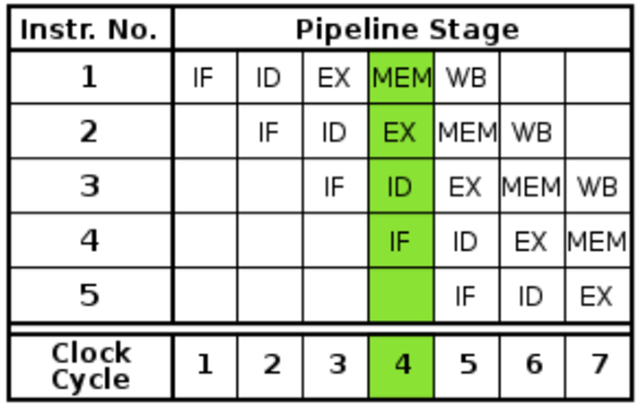 Instr. No. Pipeline Stage
1 IF ID EX MEM WB
2 IF ID EX MEM WB
3 IF ID EX MEM WB
4 IF ID EX MEM
5 IF ID EX
Clock
Cycle 1 2 3 4 5 6 7